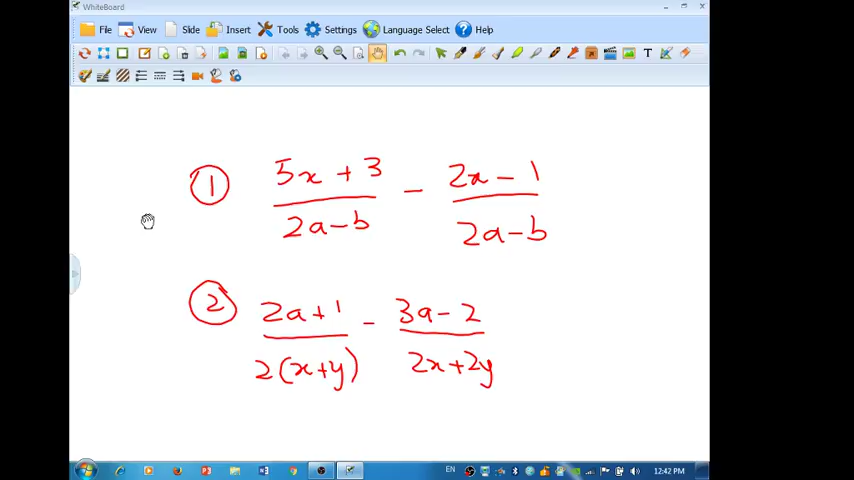 WhiteBoard
File View Slide Insert Tools Settings Language Select Help
① (5x + 3)/(2a-b) - (2x - 1)/(2a-b)
② (2a+1)/(2(x+y)) - (3a-2)/(2x+2y)
EN 12:42 PM